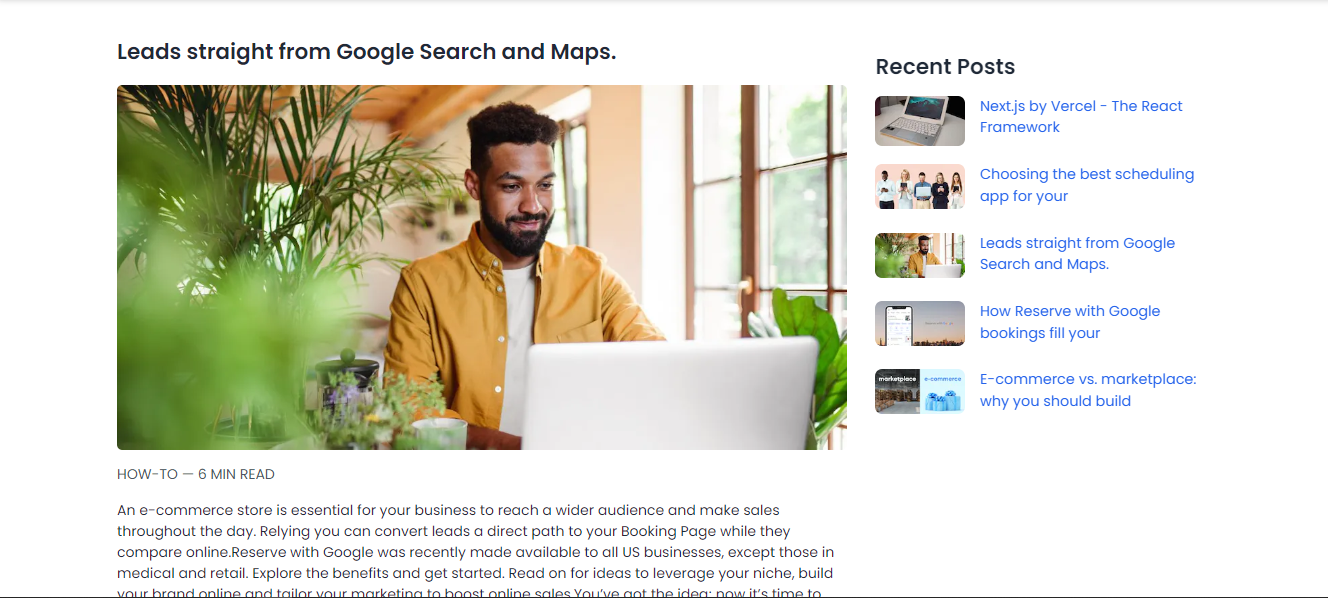 Leads straight from Google Search and Maps.
HOW-TO — 6 MIN READ
An e-commerce store is essential for your business to reach a wider audience and make sales
throughout the day. Relying you can convert leads a direct path to your Booking Page while they
compare online.Reserve with Google was recently made available to all US businesses, except those in
medical and retail. Explore the benefits and get started. Read on for ideas to leverage your niche, build
your brand online and tailor your marketing to boost online sales.You've got the idea; now it's time to
Recent Posts
Next.js by Vercel - The React
Framework
Choosing the best scheduling
app for your
Leads straight from Google
Search and Maps.
How Reserve with Google
bookings fill your
marketplace
e-commerce
E-commerce vs. marketplace:
why you should build